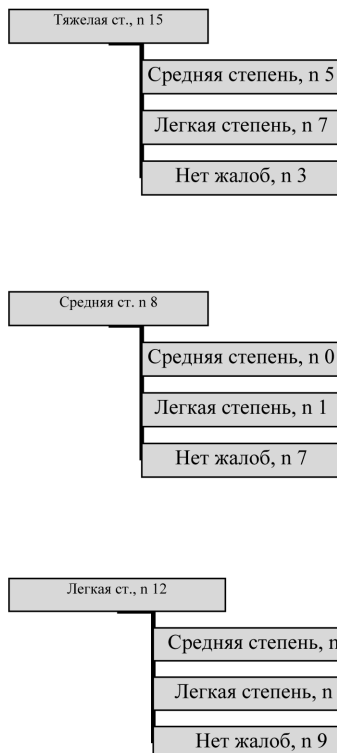 Тяжелая ст., n 15
Средняя степень, n 5
Легкая степень, n 7
Нет жалоб, n 3
Средняя ст. n 8
Средняя степень, n 0
Легкая степень, n 1
Нет жалоб, n 7
Легкая ст., n 12
Средняя степень, n
Легкая степень, n
Нет жалоб, n 9